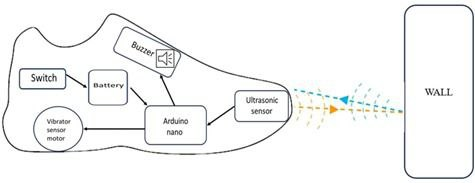 Buzzer
Switch
Battery
Ultrasonic
sensor
Arduino
nano
Vibrator
sensor
motor
WALL